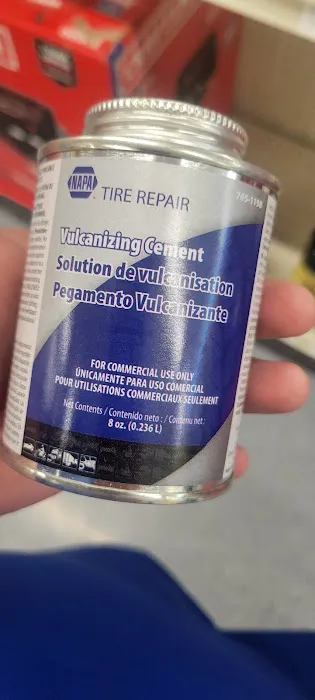 NAPA
TIRE REPAIR
Vulcanizing Cement
Solution de vulcanisation
Pegamento Vulcanizante
FOR COMMERCIAL USE ONLY
ÚNICAMENTE PARA USO COMERCIAL
POUR UTILISATIONS COMMERCIAUX SEULEMENT
Net Contents / Contenido neto : / Contenu net :
8 oz. (0.236 L)